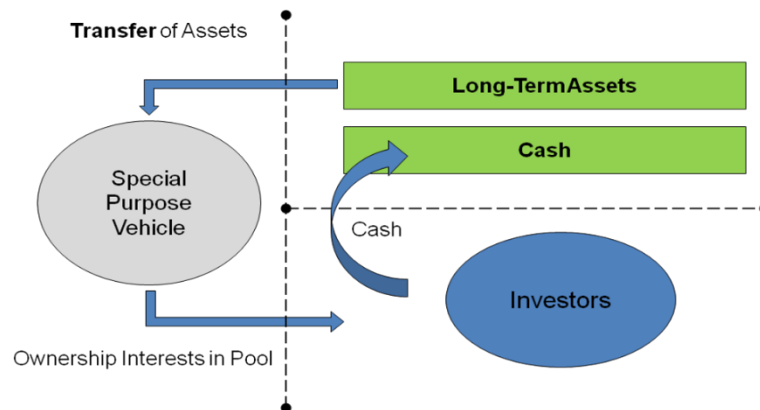 Transfer of Assets
Long-TermAssets
Cash
Special
Purpose
Vehicle
Cash
Investors
Ownership Interests in Pool